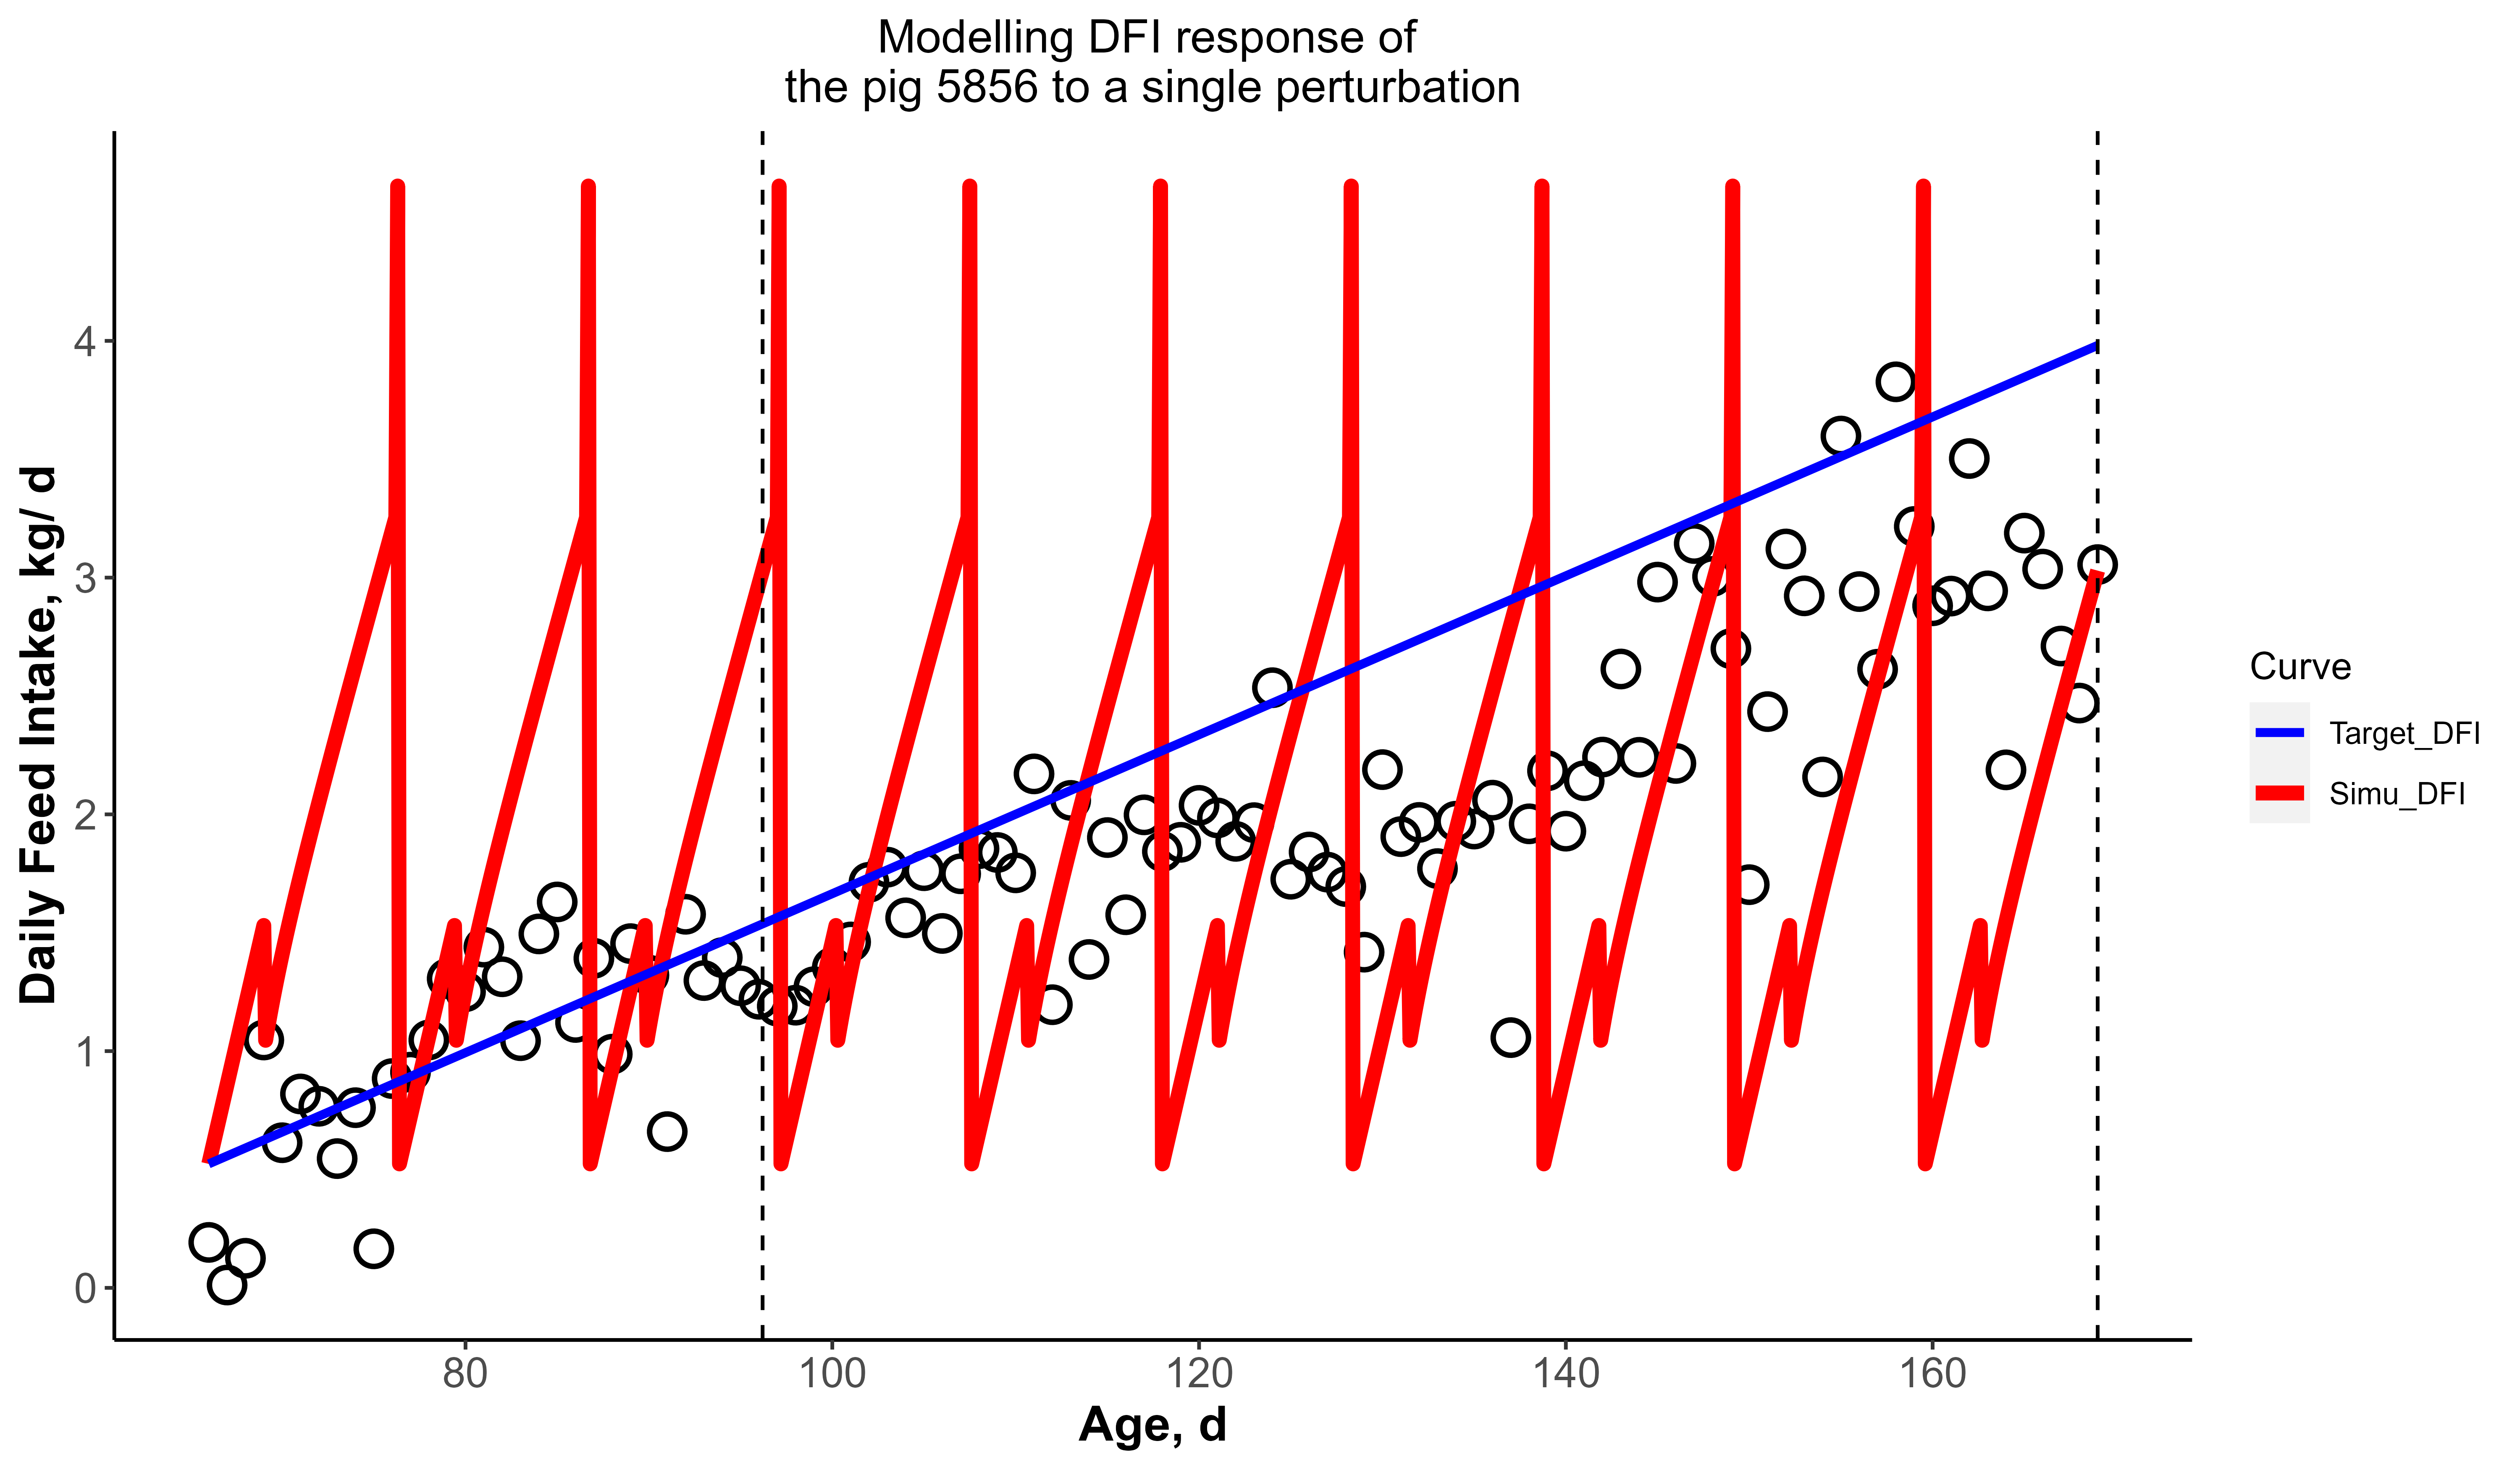 Modelling DFI response of
the pig 5856 to a single perturbation
Daily Feed Intake, kg/ d
4
3
2
1
0
80
100
120
140
160
Age, d
Curve
Target_DFI
Simu_DFI